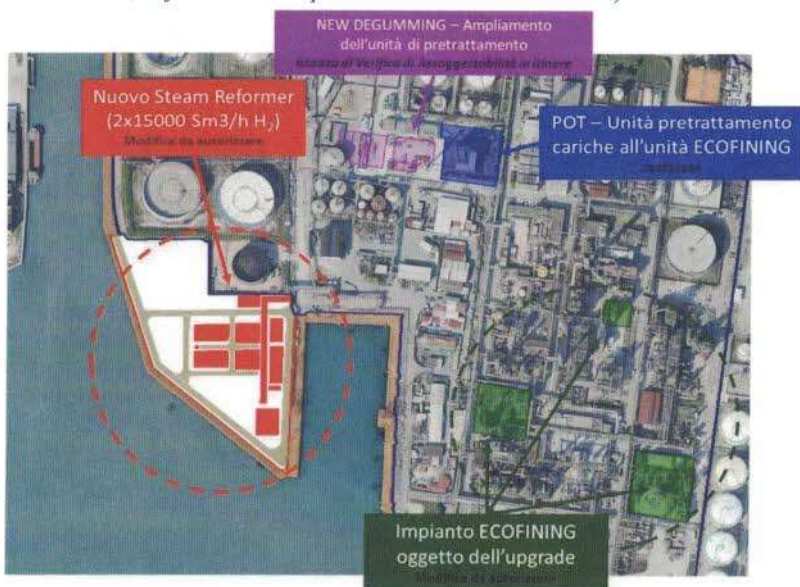 NEW DEGUMMING – Ampliamento
dell'unità di pretrattamento
Istanza di Verifica di Assoggettabilità in itinere
Nuovo Steam Reformer
(2x15000 Sm3/h H₂)
Modifica da autorizzare
POT – Unità pretrattamento
cariche all'unità ECOFINING
Impianto ECOFINING
oggetto dell'upgrade
Modifica da autorizzare